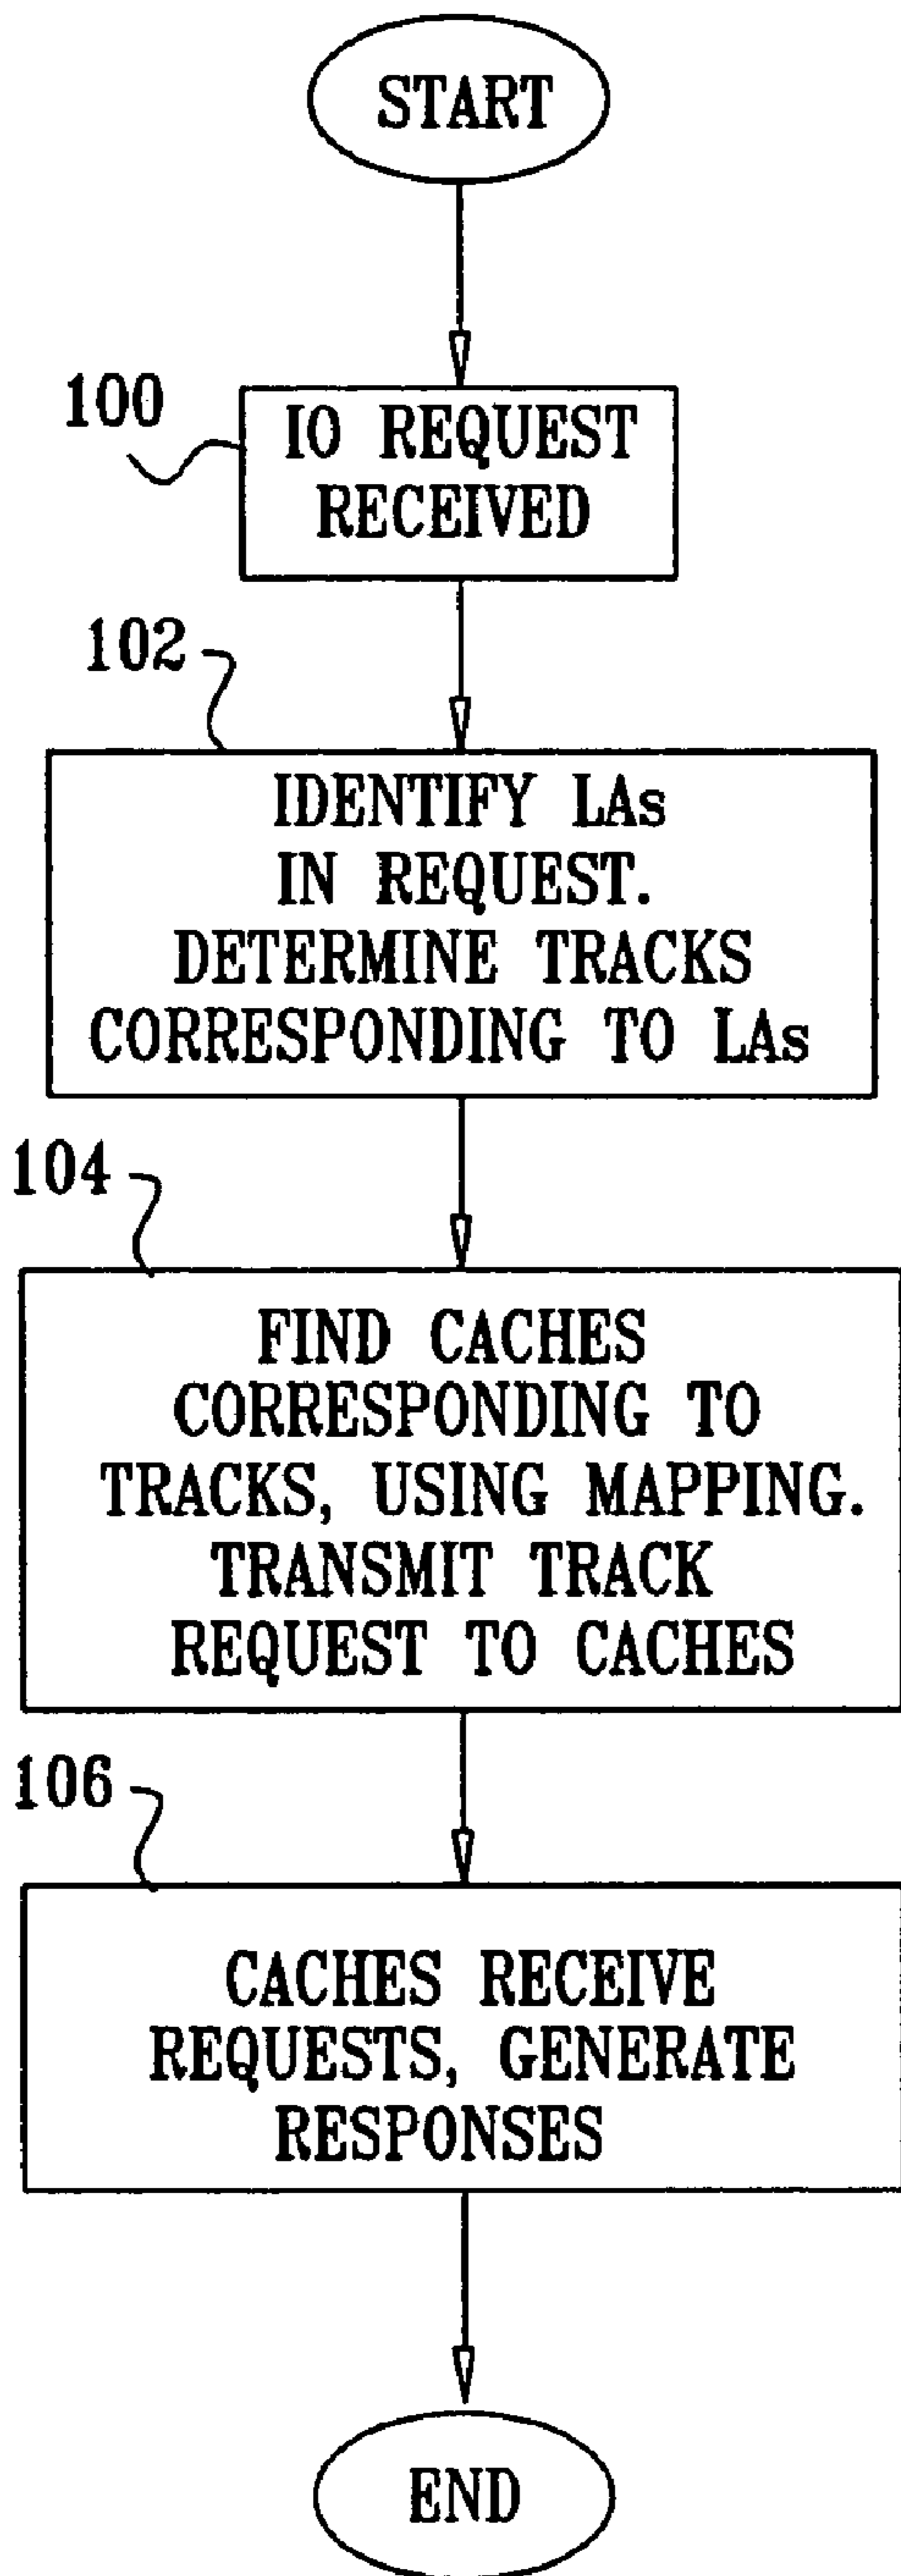 START
100
IO REQUEST
RECEIVED
102
IDENTIFY LAs
IN REQUEST.
DETERMINE TRACKS
CORRESPONDING TO LAs
104
FIND CACHES
CORRESPONDING TO
TRACKS, USING MAPPING.
TRANSMIT TRACK
REQUEST TO CACHES
106
CACHES RECEIVE
REQUESTS, GENERATE
RESPONSES
END